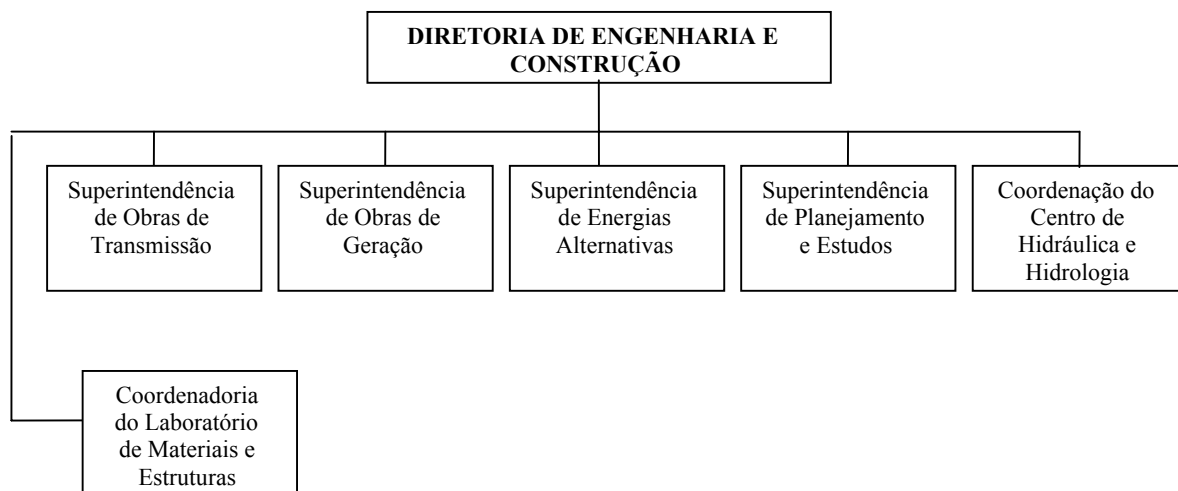 DIRETORIA DE ENGENHARIA E
CONSTRUÇÃO
Superintendência
de Obras de
Transmissão
Superintendência
de Obras de
Geração
Superintendência
de Energias
Alternativas
Superintendência
de Planejamento
e Estudos
Coordenação do
Centro de
Hidráulica e
Hidrologia
Coordenadoria
do Laboratório
de Materiais e
Estruturas